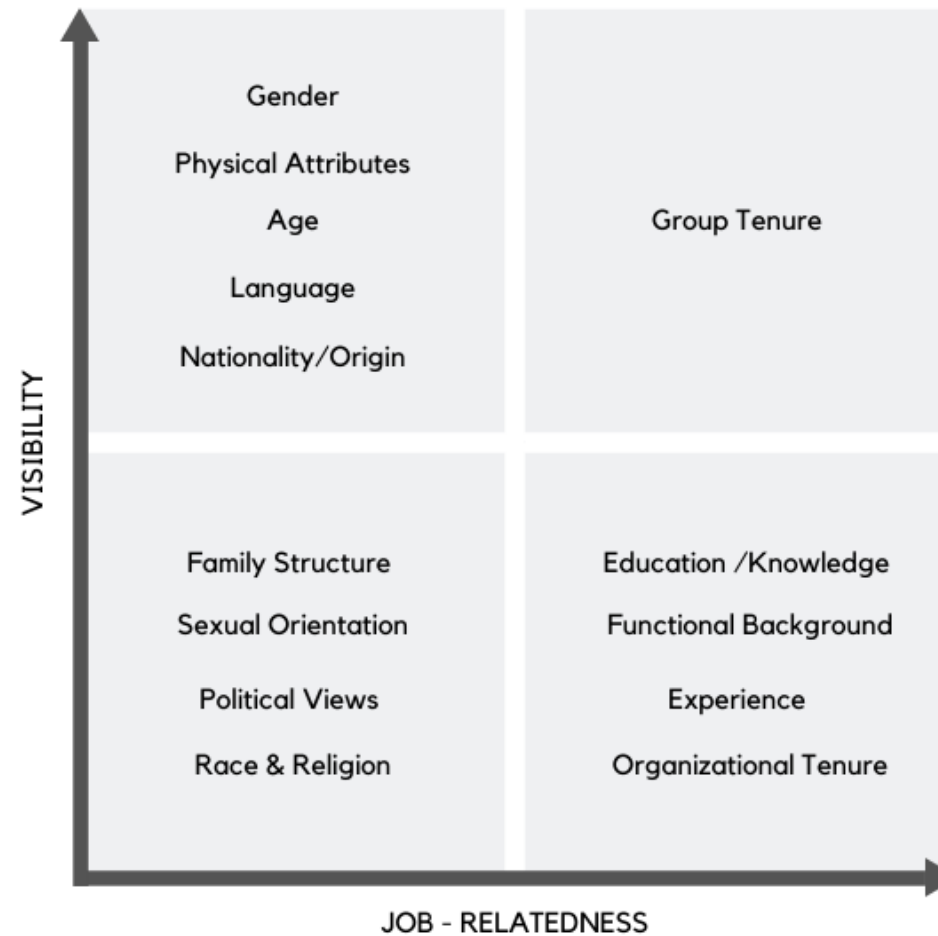 Gender
Physical Attributes
Age
Language
Nationality/Origin
Group Tenure
VISIBILITY
Family Structure
Sexual Orientation
Political Views
Race & Religion
Education /Knowledge
Functional Background
Experience
Organizational Tenure
JOB - RELATEDNESS